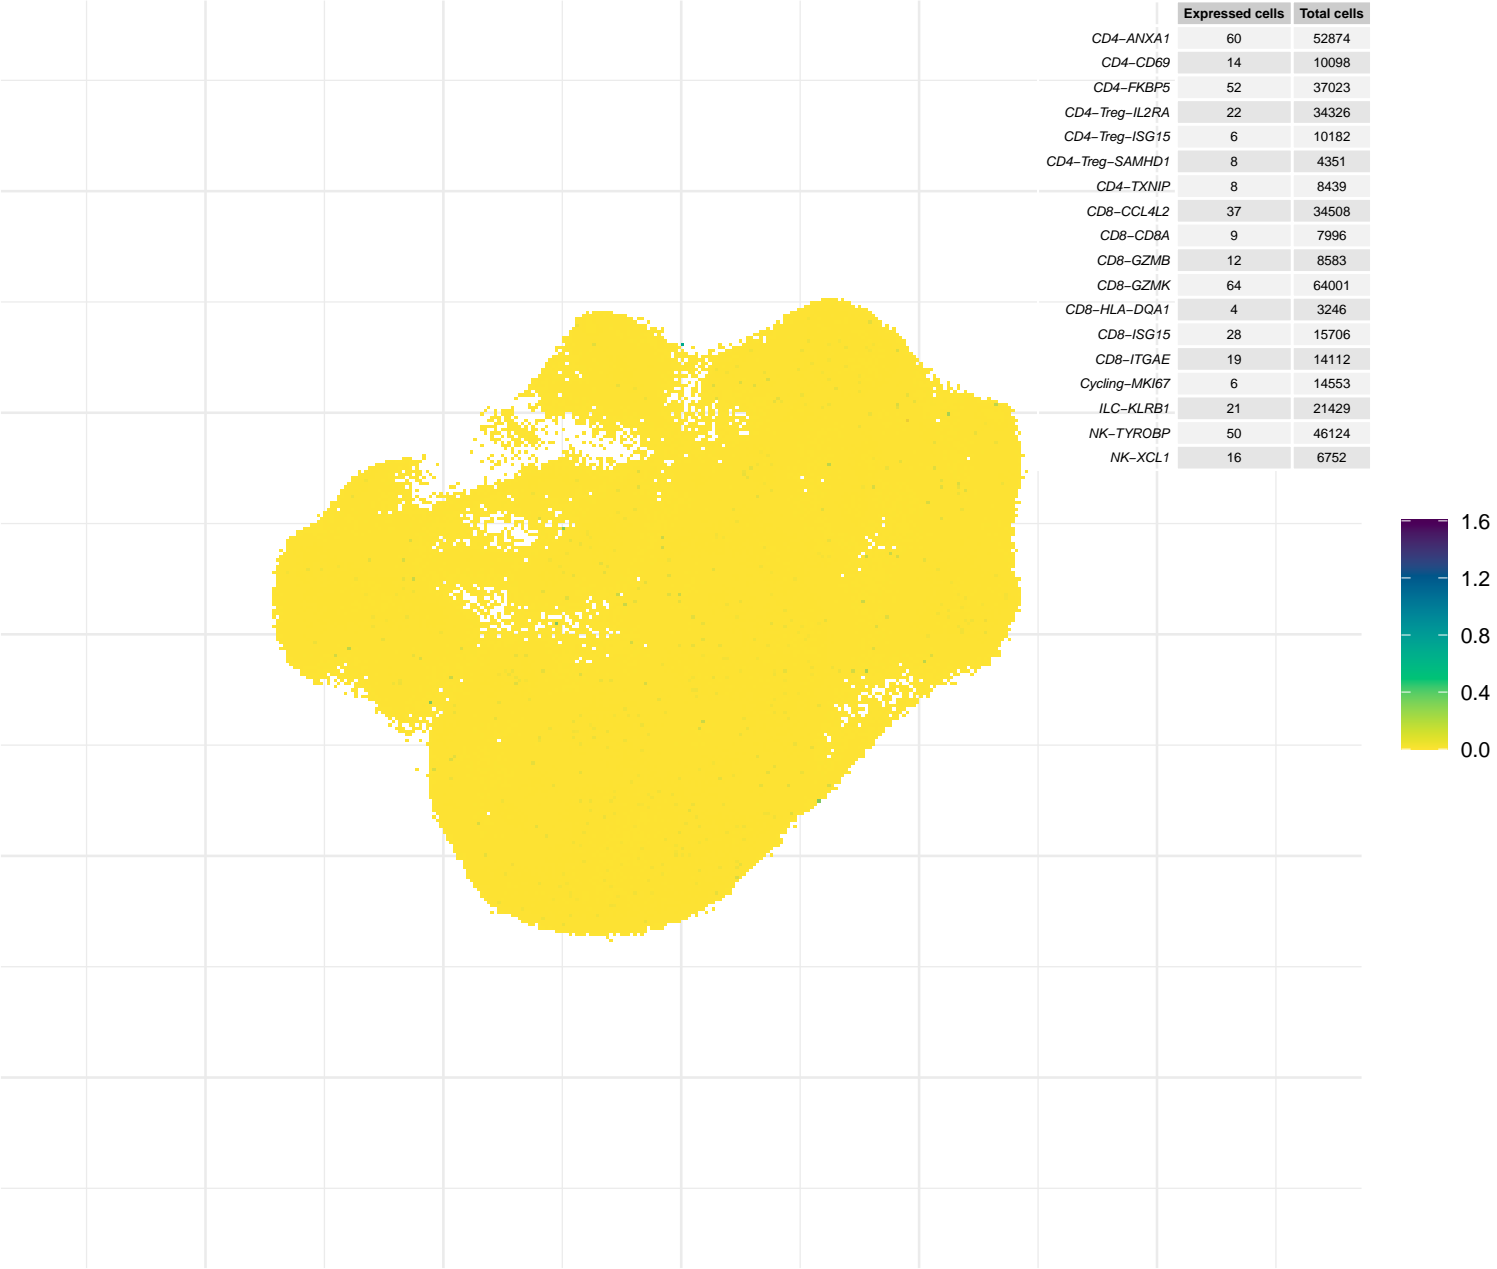 Expressed cells Total cells
CD4−ANXA1 60 52874
CD4−CD69 14 10098
CD4−FKBP5 52 37023
CD4−Treg−IL2RA 22 34326
CD4−Treg−ISG15 6 10182
CD4−Treg−SAMHD1 8 4351
CD4−TXNIP 8 8439
CD8−CCL4L2 37 34508
CD8−CD8A 9 7996
CD8−GZMB 12 8583
CD8−GZMK 64 64001
CD8−HLA−DQA1 4 3246
CD8−ISG15 28 15706
CD8−ITGAE 19 14112
Cycling−MKI67 6 14553
ILC−KLRB1 21 21429
NK−TYROBP 50 46124
NK−XCL1 16 6752
1.6
1.2
0.8
0.4
0.0